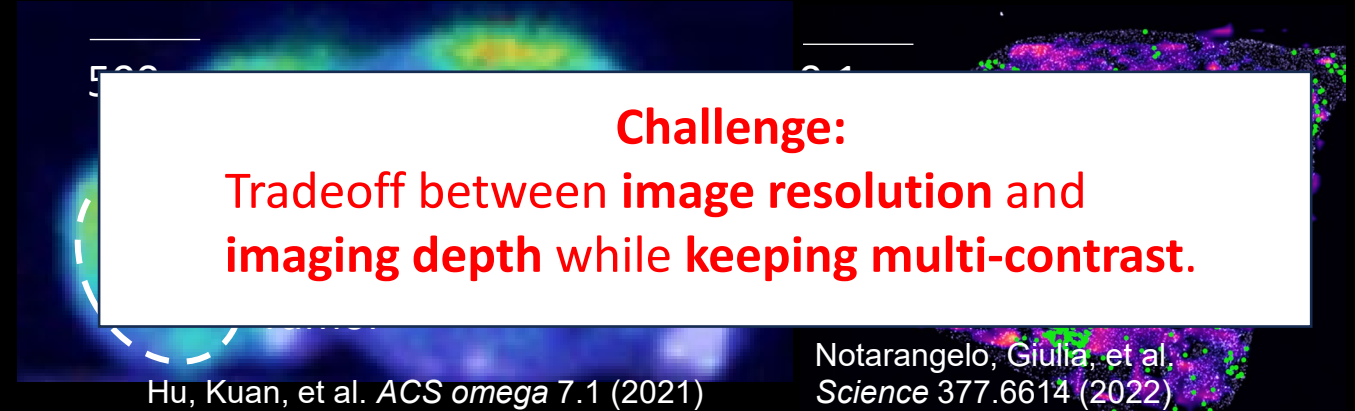 Challenge:
Tradeoff between image resolution and
imaging depth while keeping multi-contrast.
Notarangelo, Giulia, et al.
Science 377.6614 (2022)
Hu, Kuan, et al. ACS omega 7.1 (2021)